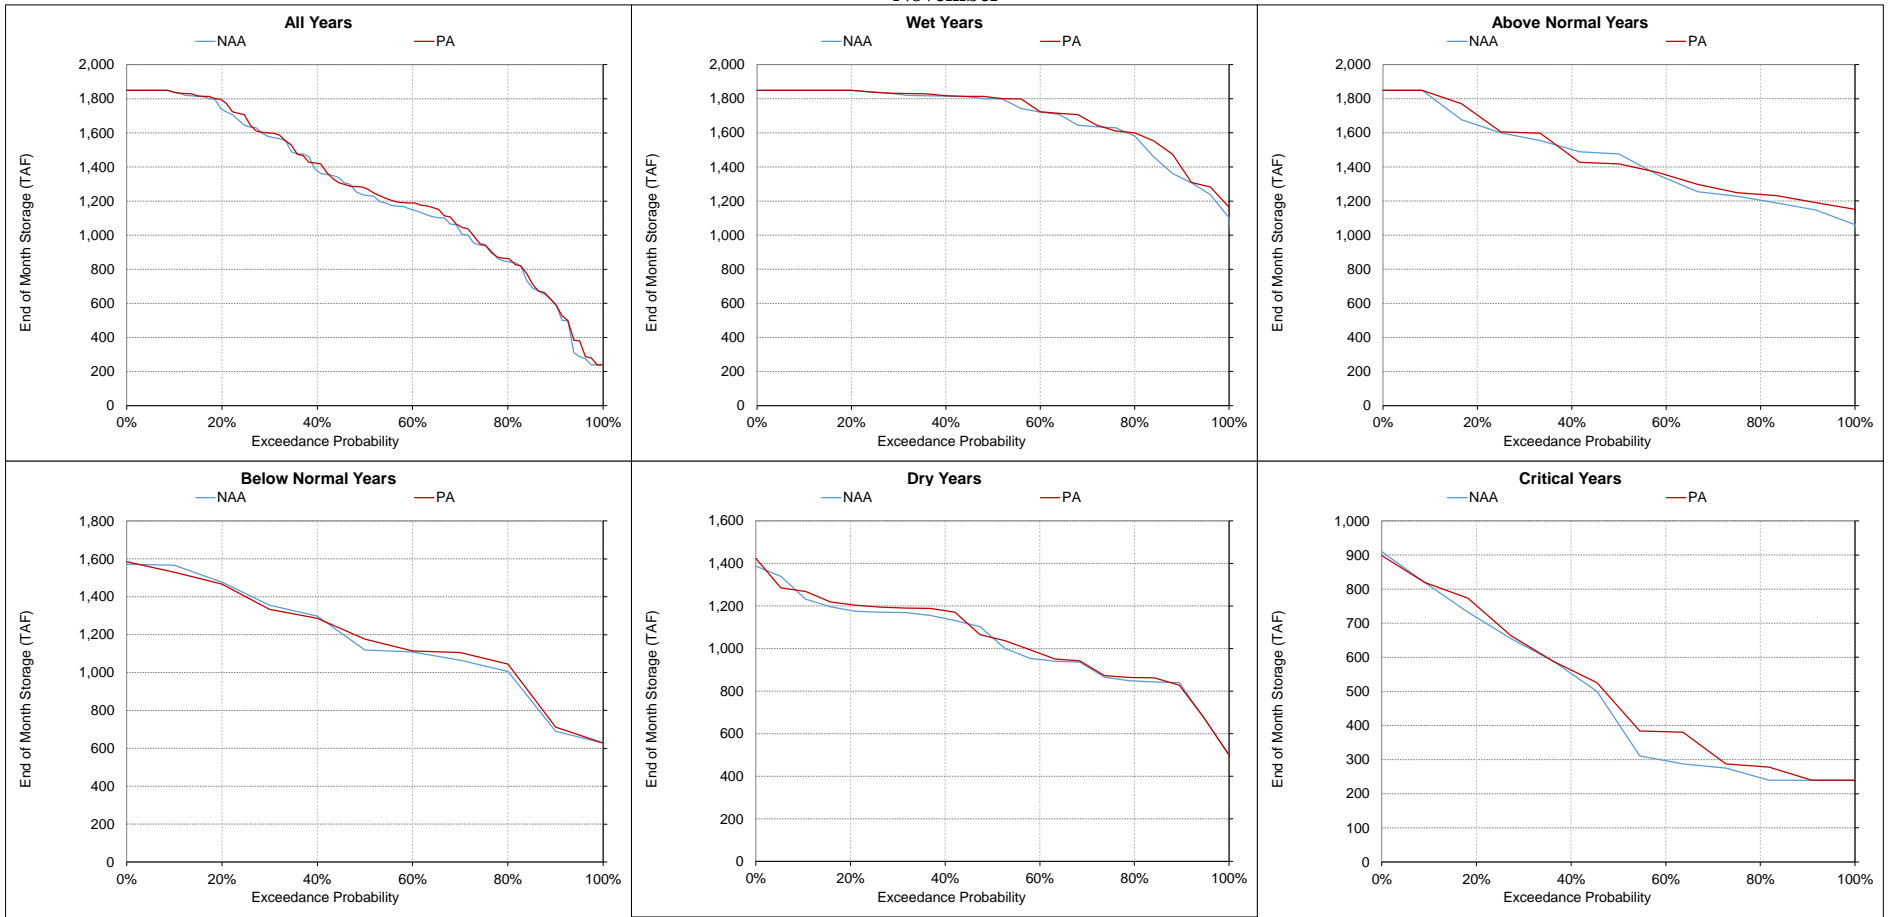 All Years
NAA PA
End of Month Storage (TAF)
2,000
1,800
1,600
1,400
1,200
1,000
800
600
400
200
0
0% 20% 40% 60% 80% 100%
Exceedance Probability
Wet Years
NAA PA
End of Month Storage (TAF)
2,000
1,800
1,600
1,400
1,200
1,000
800
600
400
200
0
0% 20% 40% 60% 80% 100%
Exceedance Probability
Above Normal Years
NAA PA
End of Month Storage (TAF)
2,000
1,800
1,600
1,400
1,200
1,000
800
600
400
200
0
0% 20% 40% 60% 80% 100%
Exceedance Probability
Below Normal Years
NAA PA
End of Month Storage (TAF)
1,800
1,600
1,400
1,200
1,000
800
600
400
200
0
0% 20% 40% 60% 80% 100%
Exceedance Probability
Dry Years
NAA PA
End of Month Storage (TAF)
1,600
1,400
1,200
1,000
800
600
400
200
0
0% 20% 40% 60% 80% 100%
Exceedance Probability
Critical Years
NAA PA
End of Month Storage (TAF)
1,000
900
800
700
600
500
400
300
200
100
0
0% 20% 40% 60% 80% 100%
Exceedance Probability